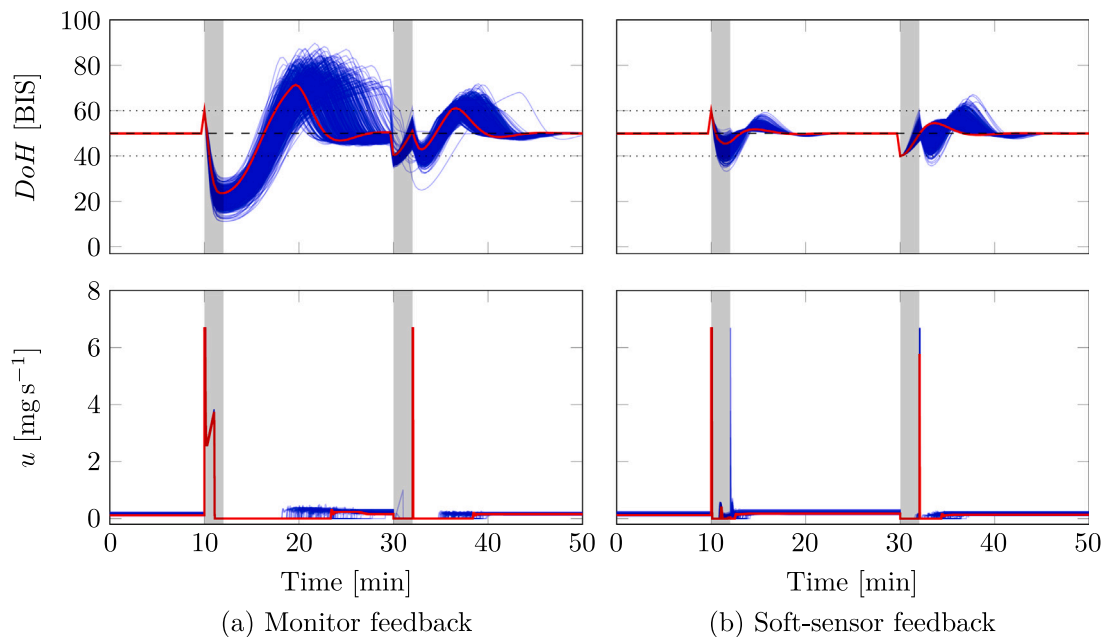 100
80
60
40
20
0
DoH [BIS]
8
6
4
2
0
u [mg s⁻¹]
0 10 20 30 40 50
0 10 20 30 40 50
Time [min]
Time [min]
(a) Monitor feedback
(b) Soft-sensor feedback